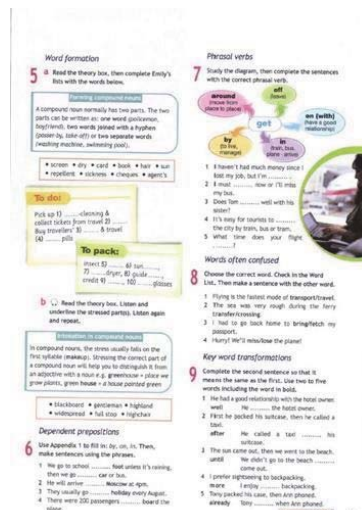 Word formation
5 a Read the theory box, then complete Emily's
lists with the words below.
Forming compound nouns
A compound noun normally has two parts. The two
parts can be written as: one word (policeman,
boyfriend), two words joined with a hyphen
(passer-by, take-off) or two separate words
(washing machine, swimming pool).
• screen • dry • card • book • hair • sun
• repellent • sickness • cheques • agent's
To do:
Pick up 1) ........-cleaning &
collect tickets from travel 2) ........
Buy travellers' 3) ........ & travel
(4) ........ pills
To pack:
insect 5) ........, 6) sun ........,
7) ........dryer, 8) guide........,
credit 9) ........, 10) ........glasses
b Read the theory box. Listen and
underline the stressed part(s). Listen again
and repeat.
Intonation in compound nouns
In compound nouns, the stress usually falls on the
first syllable (makeup). Stressing the correct part of
a compound noun will help you to distinguish it from
an adjective with a noun e.g. greenhouse = place we
grow plants, green house = a house painted green
• blackboard • gentleman • highland
• widespread • full stop • highchair
Dependent prepositions
6 Use Appendix 1 to fill in: by, on, in. Then,
make sentences using the phrases.
1 We go to school ........ foot unless it's raining,
then we go ........ car or bus.
2 He will arrive ........ Moscow at 4pm.
3 They usually go ........ holiday every August.
4 There were 200 passengers ........ board the
plane.
Phrasal verbs
7 Study the diagram, then complete the sentences
with the correct phrasal verb.
off
(leave)
around
(move from
place to place)
on (with)
(have a good
relationship)
get
by
(to live,
manage)
in
(train, bus,
plane - arrive)
1 I haven't had much money since I
lost my job, but I'm ........ .
2 I must ........ now or I'll miss
my bus.
3 Does Tom ........ well with his
sister?
4 It's easy for tourists to ........
the city by train, bus or tram.
5 What time does your flight
........?
Words often confused
8 Choose the correct word. Check in the Word
List. Then make a sentence with the other word.
1 Flying is the fastest mode of transport/travel.
2 The sea was very rough during the ferry
transfer/crossing.
3 I had to go back home to bring/fetch my
passport.
4 Hurry! We'll miss/lose the plane!
Key word transformations
9 Complete the second sentence so that it
means the same as the first. Use two to five
words including the word in bold.
1 He had a good relationship with the hotel owner.
well He ........ the hotel owner.
2 First he packed his suitcase, then he called a
taxi.
after He called a taxi ........ his
suitcase.
3 The sun came out, then we went to the beach.
until We didn't go to the beach ........
come out.
4 I prefer sightseeing to backpacking.
more I enjoy ........ backpacking.
5 Tony packed his case, then Ann phoned.
already Tony ........ when Ann phoned.